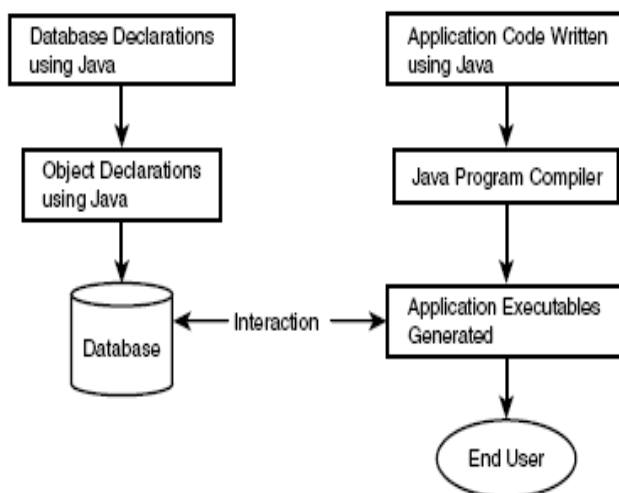 Database Declarations
using Java
Application Code Written
using Java
Object Declarations
using Java
Java Program Compiler
Database
Interaction
Application Executables
Generated
End User